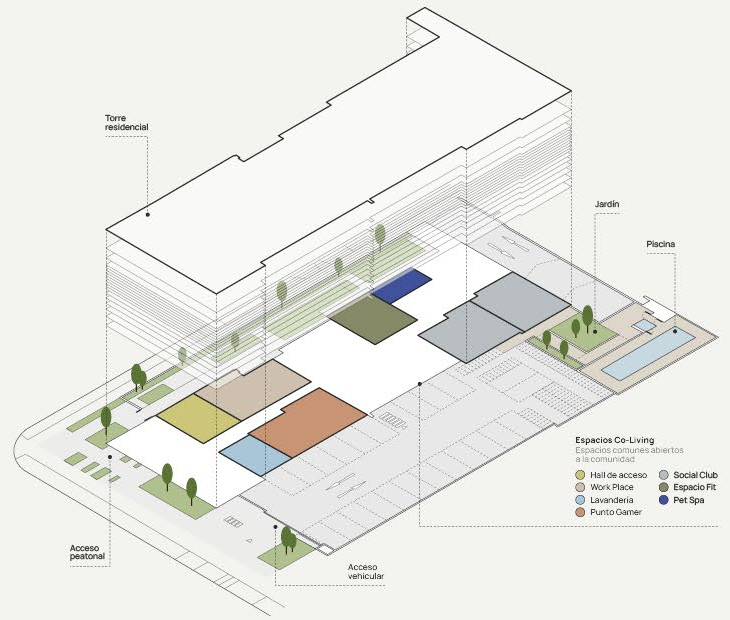 Torre
residencial
Jardín
Piscina
Espacios Co-Living
Espacios comunes abiertos
a la comunidad
Hall de acceso
Work Place
Lavandería
Punto Gamer
Social Club
Espacio Fit
Pet Spa
Acceso
peatonal
Acceso
vehicular